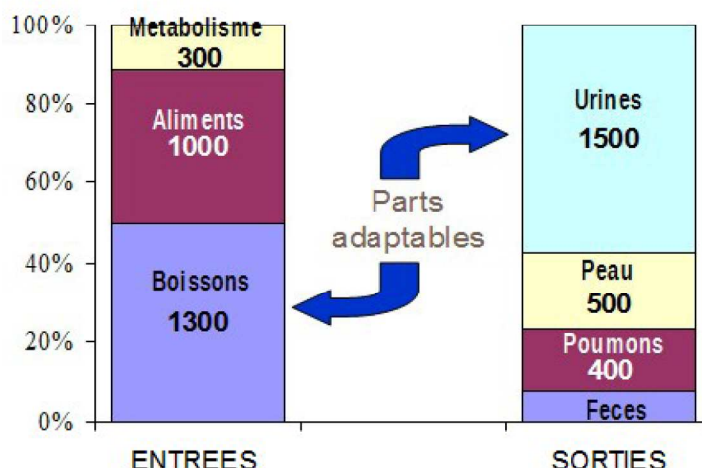 100%
80%
60%
40%
20%
0%
Metabolisme
300
Aliments
1000
Boissons
1300
Parts
adaptables
Urines
1500
Peau
500
Poumons
400
Feces
ENTREES
SORTIES